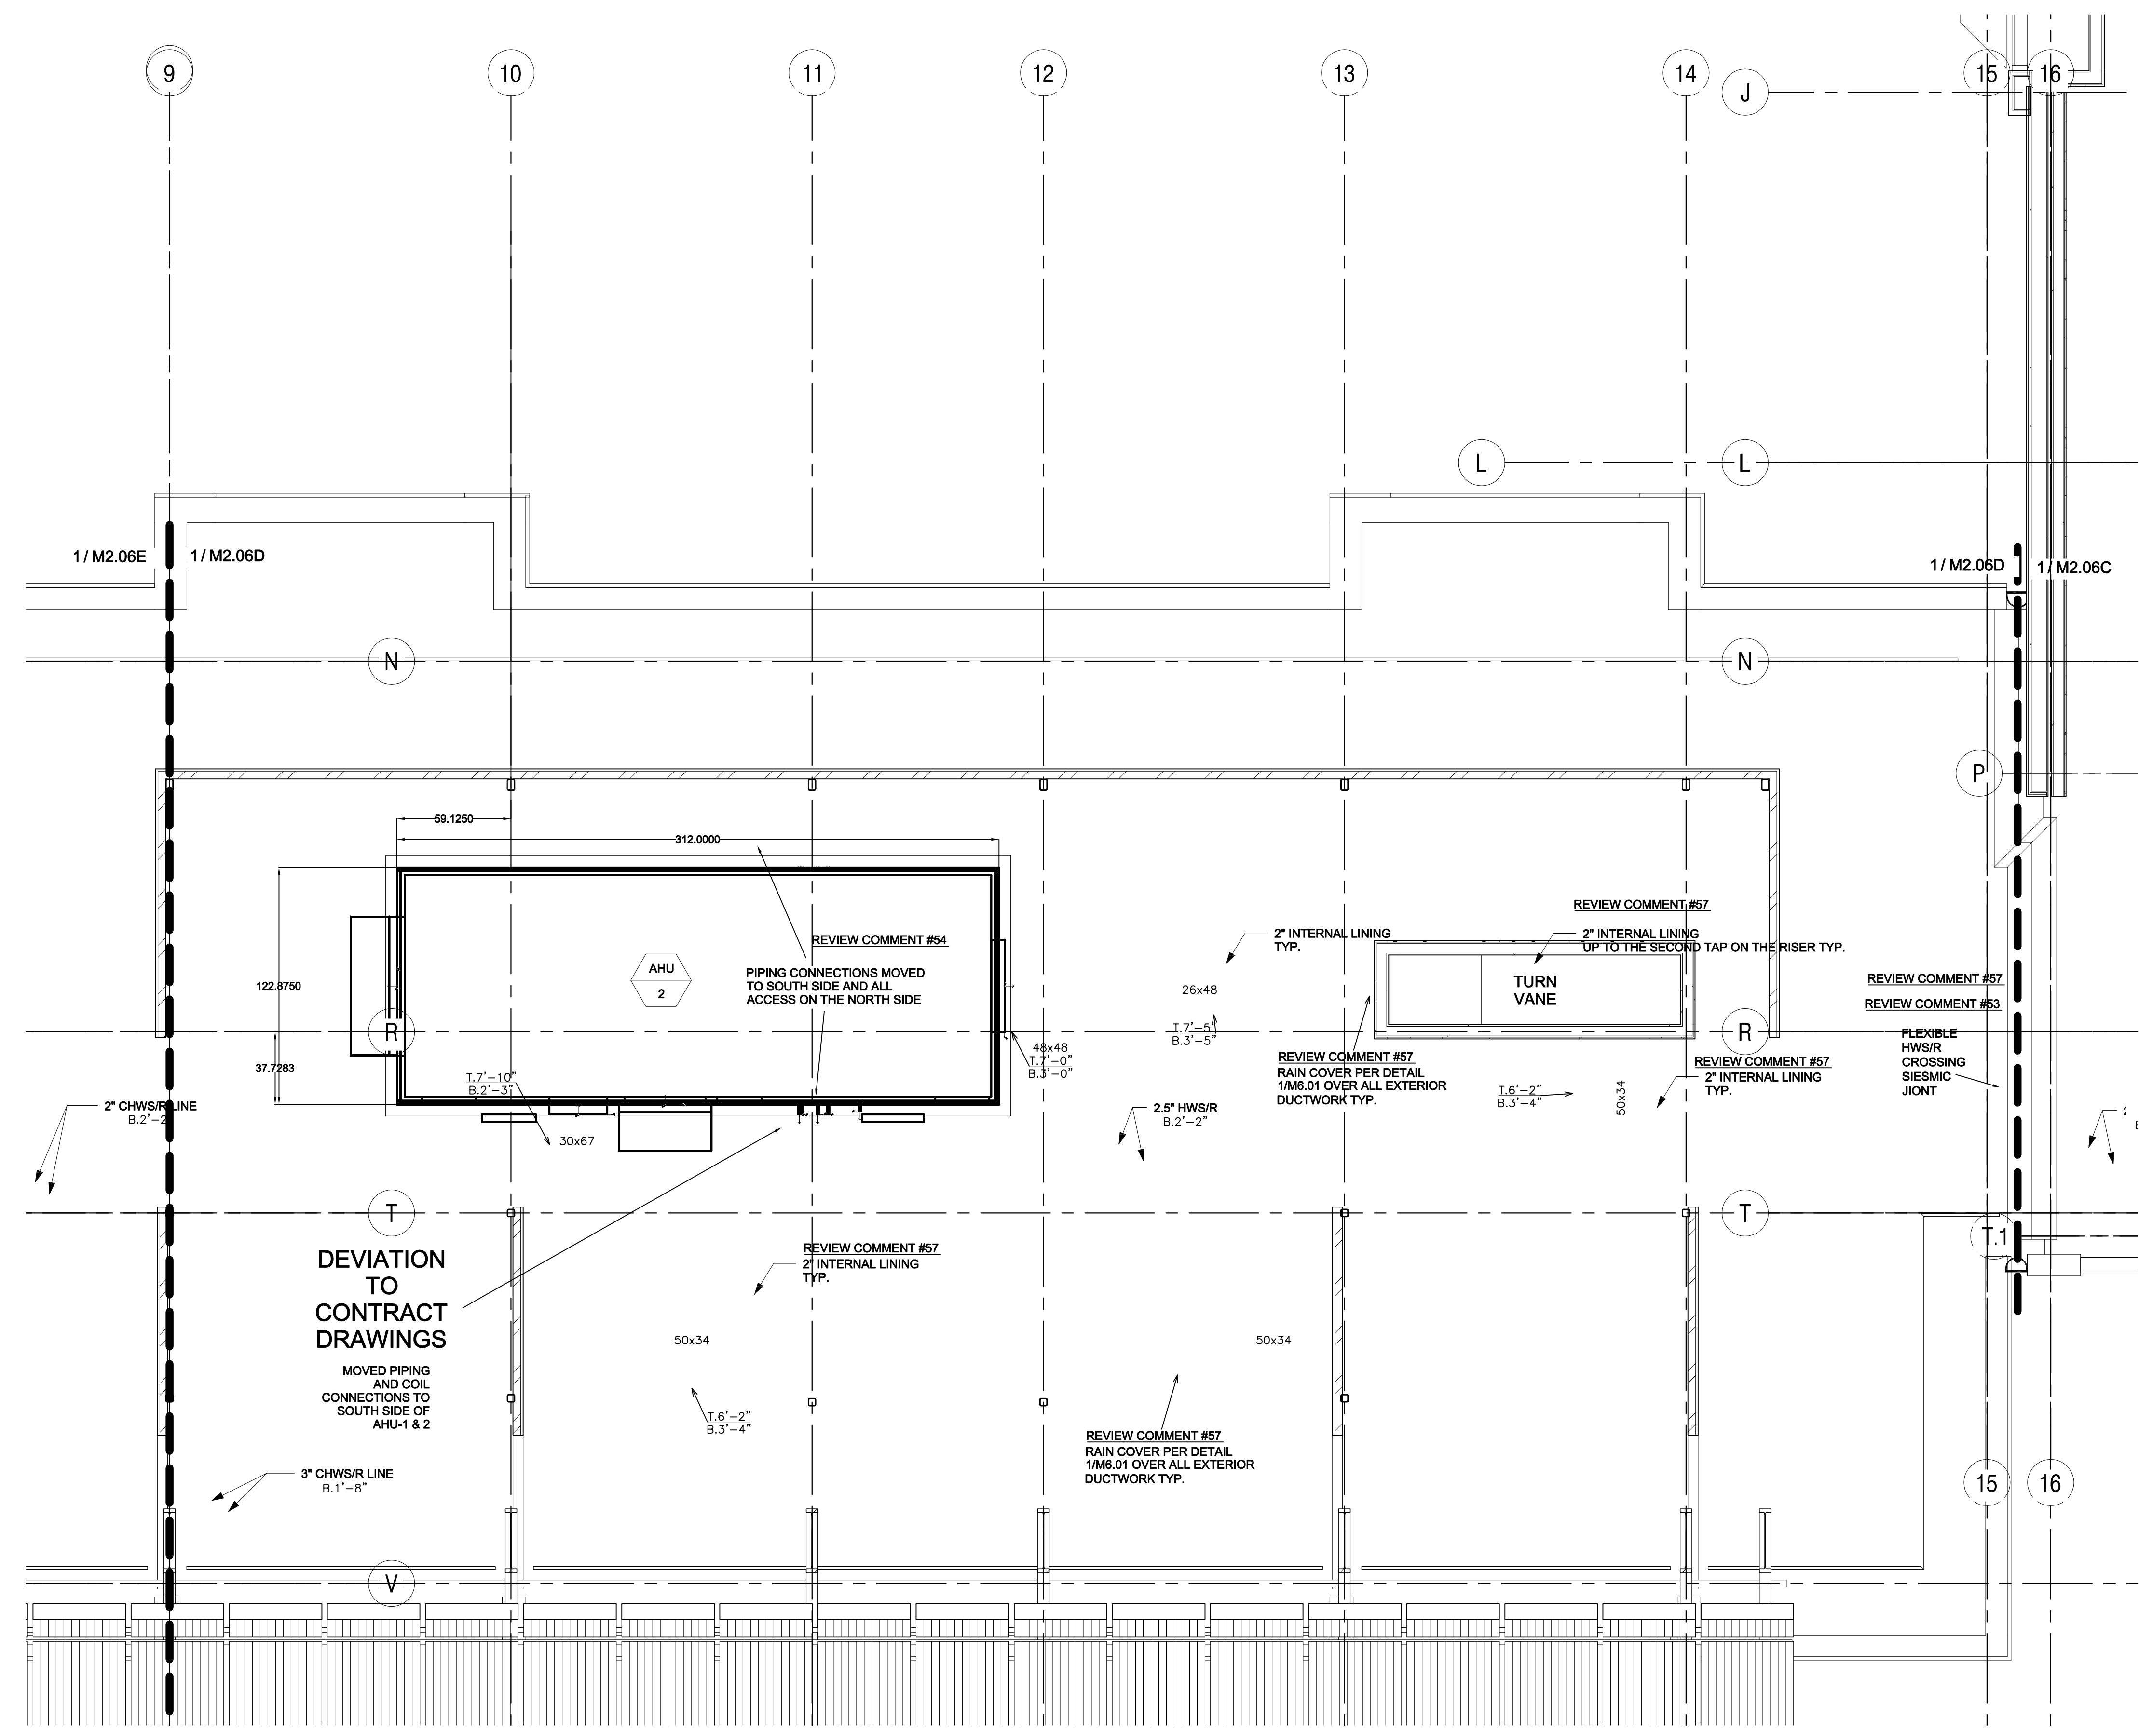 9
10
11
12
13
14
15
16
J
L
L
1 / M2.06E
1 / M2.06D
1 / M2.06D
1 / M2.06C
N
N
P
59.1250
312.0000
REVIEW COMMENT #57
2" INTERNAL LINING
TYP.
2" INTERNAL LINING
UP TO THE SECOND TAP ON THE RISER TYP.
REVIEW COMMENT #54
AHU
2
PIPING CONNECTIONS MOVED
TO SOUTH SIDE AND ALL
ACCESS ON THE NORTH SIDE
122.8750
26x48
TURN
VANE
REVIEW COMMENT #57
REVIEW COMMENT #53
R
R
T.7'-5"
B.3'-5"
48x48
T.7'-0"
B.3'-0"
FLEXIBLE
HWS/R
CROSSING
SIESMIC
JIONT
REVIEW COMMENT #57
RAIN COVER PER DETAIL
1/M6.01 OVER ALL EXTERIOR
DUCTWORK TYP.
REVIEW COMMENT #57
2" INTERNAL LINING
TYP.
37.7283
T.7'-10"
B.2'-3"
T.6'-2"
B.3'-4"
50x34
2" CHWS/R LINE
B.2'-2
2.5" HWS/R
B.2'-2"
30x67
T
T
T.1
DEVIATION
TO
CONTRACT
DRAWINGS
REVIEW COMMENT #57
2" INTERNAL LINING
TYP.
50x34
50x34
MOVED PIPING
AND COIL
CONNECTIONS TO
SOUTH SIDE OF
AHU-1 & 2
T.6'-2"
B.3'-4"
REVIEW COMMENT #57
RAIN COVER PER DETAIL
1/M6.01 OVER ALL EXTERIOR
DUCTWORK TYP.
3" CHWS/R LINE
B.1'-8"
15
16
V